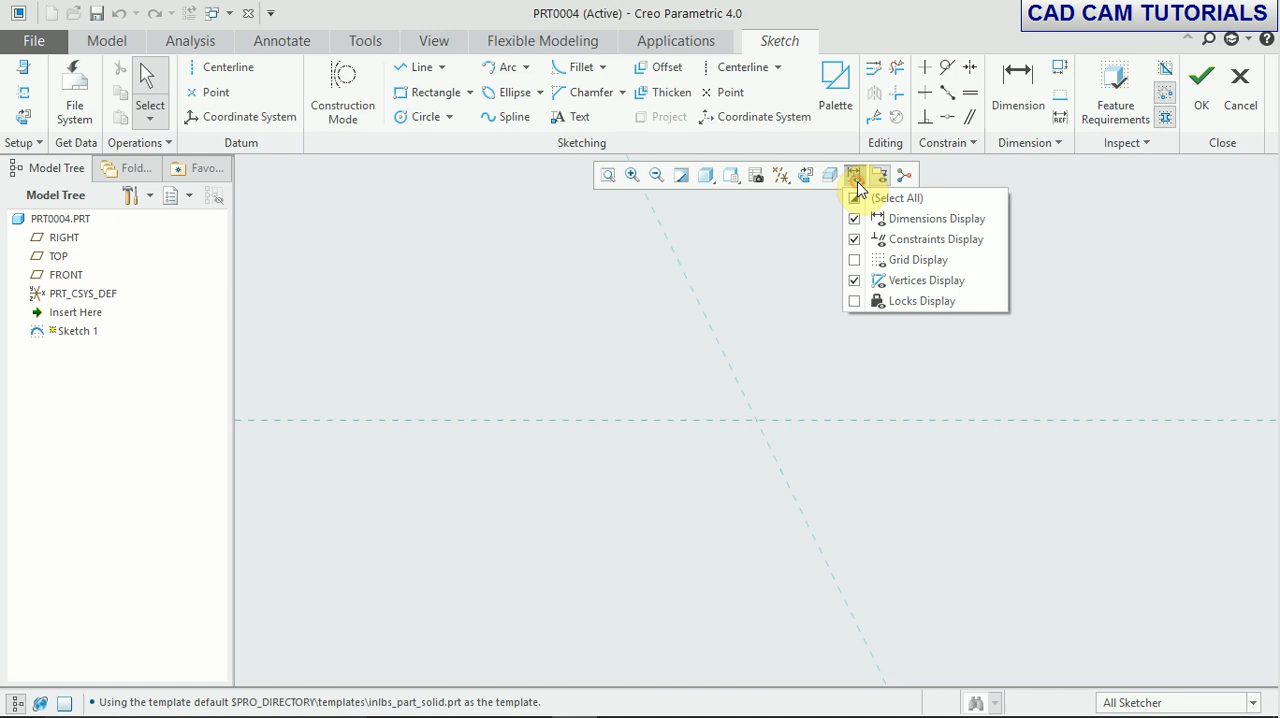 PRT0004 (Active) - Creo Parametric 4.0
CAD CAM TUTORIALS
File
Model
Analysis
Annotate
Tools
View
Flexible Modeling
Applications
Sketch
File System
Select
Centerline
Point
Coordinate System
Construction Mode
Line
Rectangle
Circle
Arc
Ellipse
Spline
Fillet
Chamfer
Text
Offset
Thicken
Project
Centerline
Point
Coordinate System
Palette
Dimension
Feature Requirements
OK
Cancel
Setup
Get Data
Operations
Datum
Sketching
Editing
Constrain
Dimension
Inspect
Close
Model Tree
Fold...
Favo...
Model Tree
PRT0004.PRT
RIGHT
TOP
FRONT
PRT_CSYS_DEF
Insert Here
Sketch 1
(Select All)
Dimensions Display
Constraints Display
Grid Display
Vertices Display
Locks Display
• Using the template default $PRO_DIRECTORY\templates\inlbs_part_solid.prt as the template.
All Sketcher